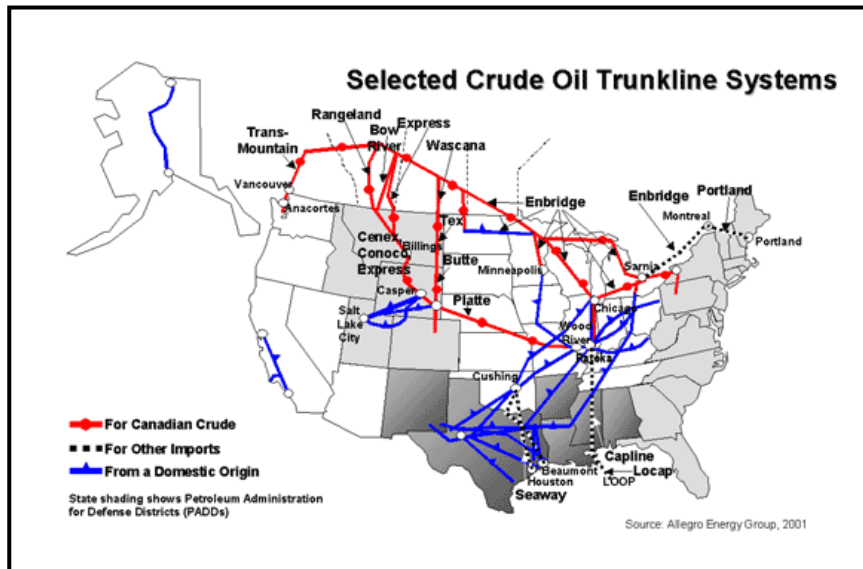 Selected Crude Oil Trunkline Systems
Rangeland
Bow
River
Express
Wascana
Trans-
Mountain
Vancouver
Anacortes
Enbridge
Enbridge
Portland
Montreal
Portland
Tex
Cenex,
Conoco,
Express
Billings
Butte
Minneapolis
Sarnia
Casper
Platte
Chicago
Salt
Lake
City
Wood
River
Patoka
Cushing
For Canadian Crude
For Other Imports
From a Domestic Origin
Capline
Locap
LOOP
Beaumont
Houston
Seaway
State shading shows Petroleum Administration
for Defense Districts (PADDs)
Source: Allegro Energy Group, 2001